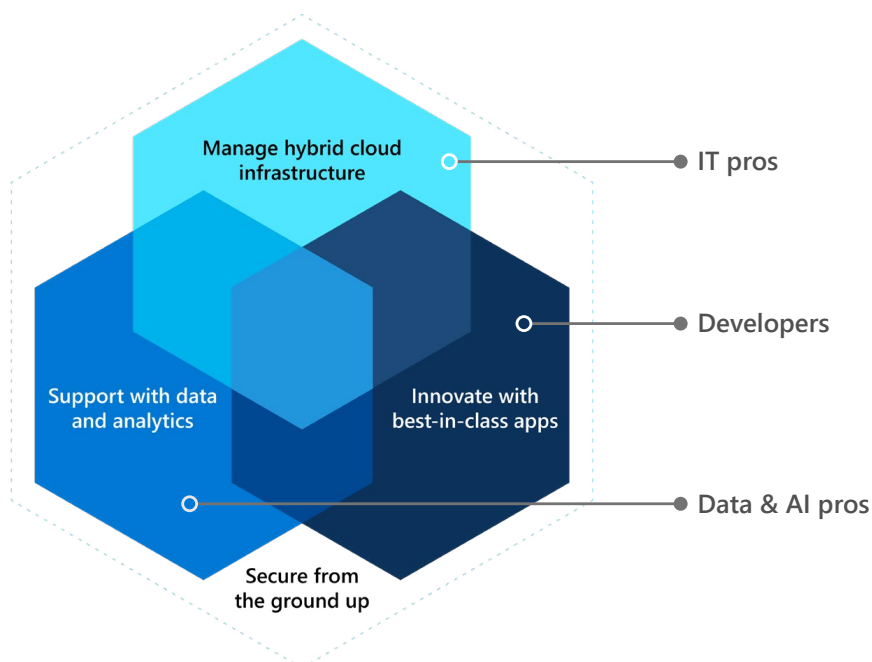 Manage hybrid cloud
infrastructure
IT pros
Developers
Support with data
and analytics
Innovate with
best-in-class apps
Data & AI pros
Secure from
the ground up